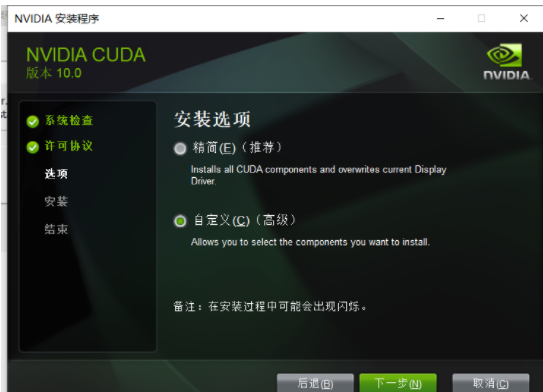 NVIDIA 安装程序
NVIDIA CUDA
版本 10.0
NVIDIA
系统检查
许可协议
选项
安装
结束
安装选项
精简(E)（推荐）
Installs all CUDA components and overwrites current Display
Driver.
自定义(C)（高级）
Allows you to select the components you want to install.
备注：在安装过程中可能会出现闪烁。
后退(B)
下一步(N)
取消(C)